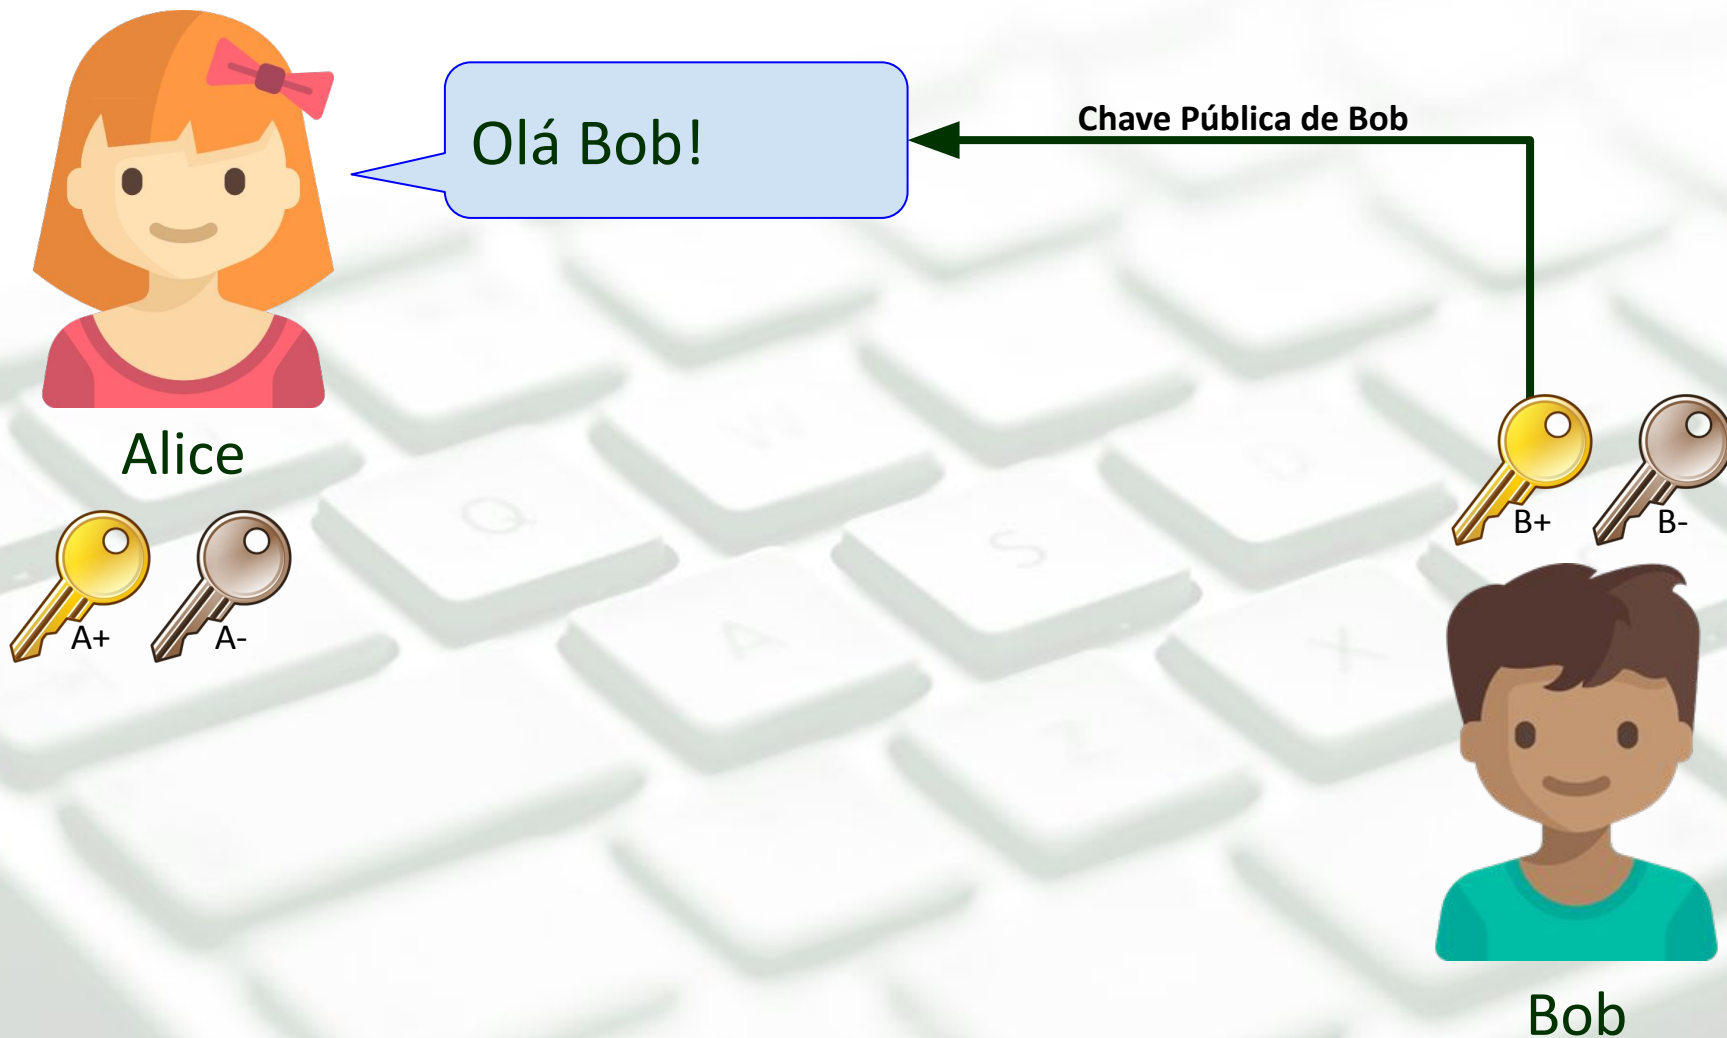 Olá Bob!
Chave Pública de Bob
Alice
B+
B-
A+
A-
Q
W
S
D
A
X
Z
Bob